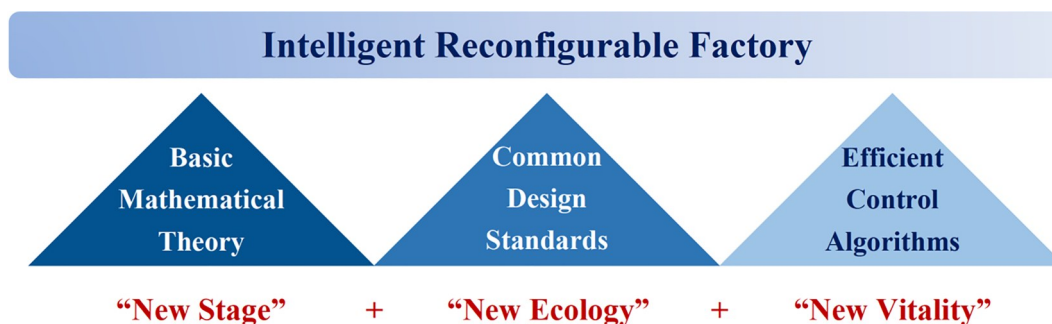 Intelligent Reconfigurable Factory
Basic
Mathematical
Theory
Common
Design
Standards
Efficient
Control
Algorithms
“New Stage” + “New Ecology” + “New Vitality”